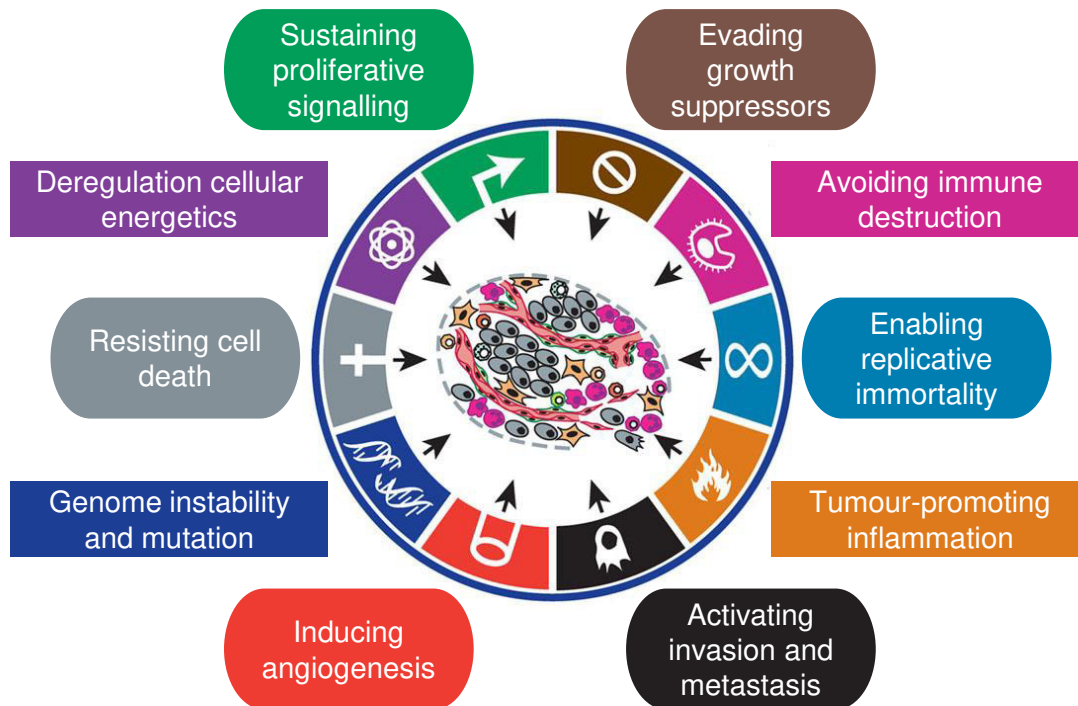 Sustaining
proliferative
signalling
Evading
growth
suppressors
Deregulation cellular
energetics
Avoiding immune
destruction
Resisting cell
death
Enabling
replicative
immortality
Genome instability
and mutation
Tumour-promoting
inflammation
Inducing
angiogenesis
Activating
invasion and
metastasis